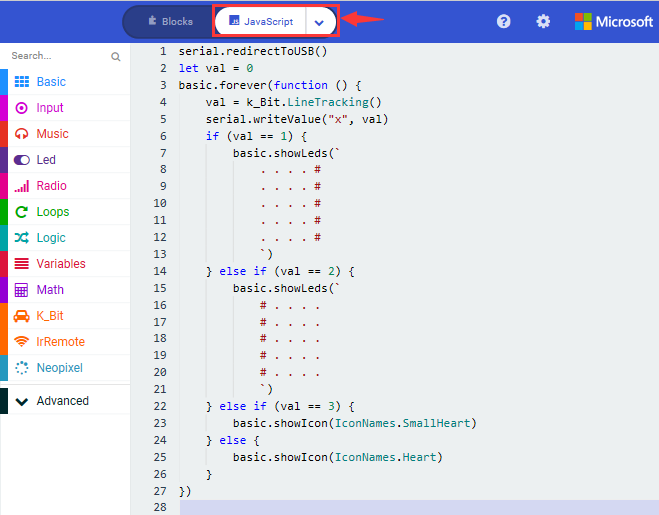 Blocks
JavaScript
Microsoft
Search...
Basic
Input
Music
Led
Radio
Loops
Logic
Variables
Math
K_Bit
IrRemote
Neopixel
Advanced
1 serial.redirectToUSB()
2 let val = 0
3 basic.forever(function () {
4     val = k_Bit.LineTracking()
5     serial.writeValue("x", val)
6     if (val == 1) {
7         basic.showLeds(`
8             . . . . #
9             . . . . #
10             . . . . #
11             . . . . #
12             . . . . #
13             `)
14     } else if (val == 2) {
15         basic.showLeds(`
16             # . . . .
17             # . . . .
18             # . . . .
19             # . . . .
20             # . . . .
21             `)
22     } else if (val == 3) {
23         basic.showIcon(IconNames.SmallHeart)
24     } else {
25         basic.showIcon(IconNames.Heart)
26     }
27 })
28